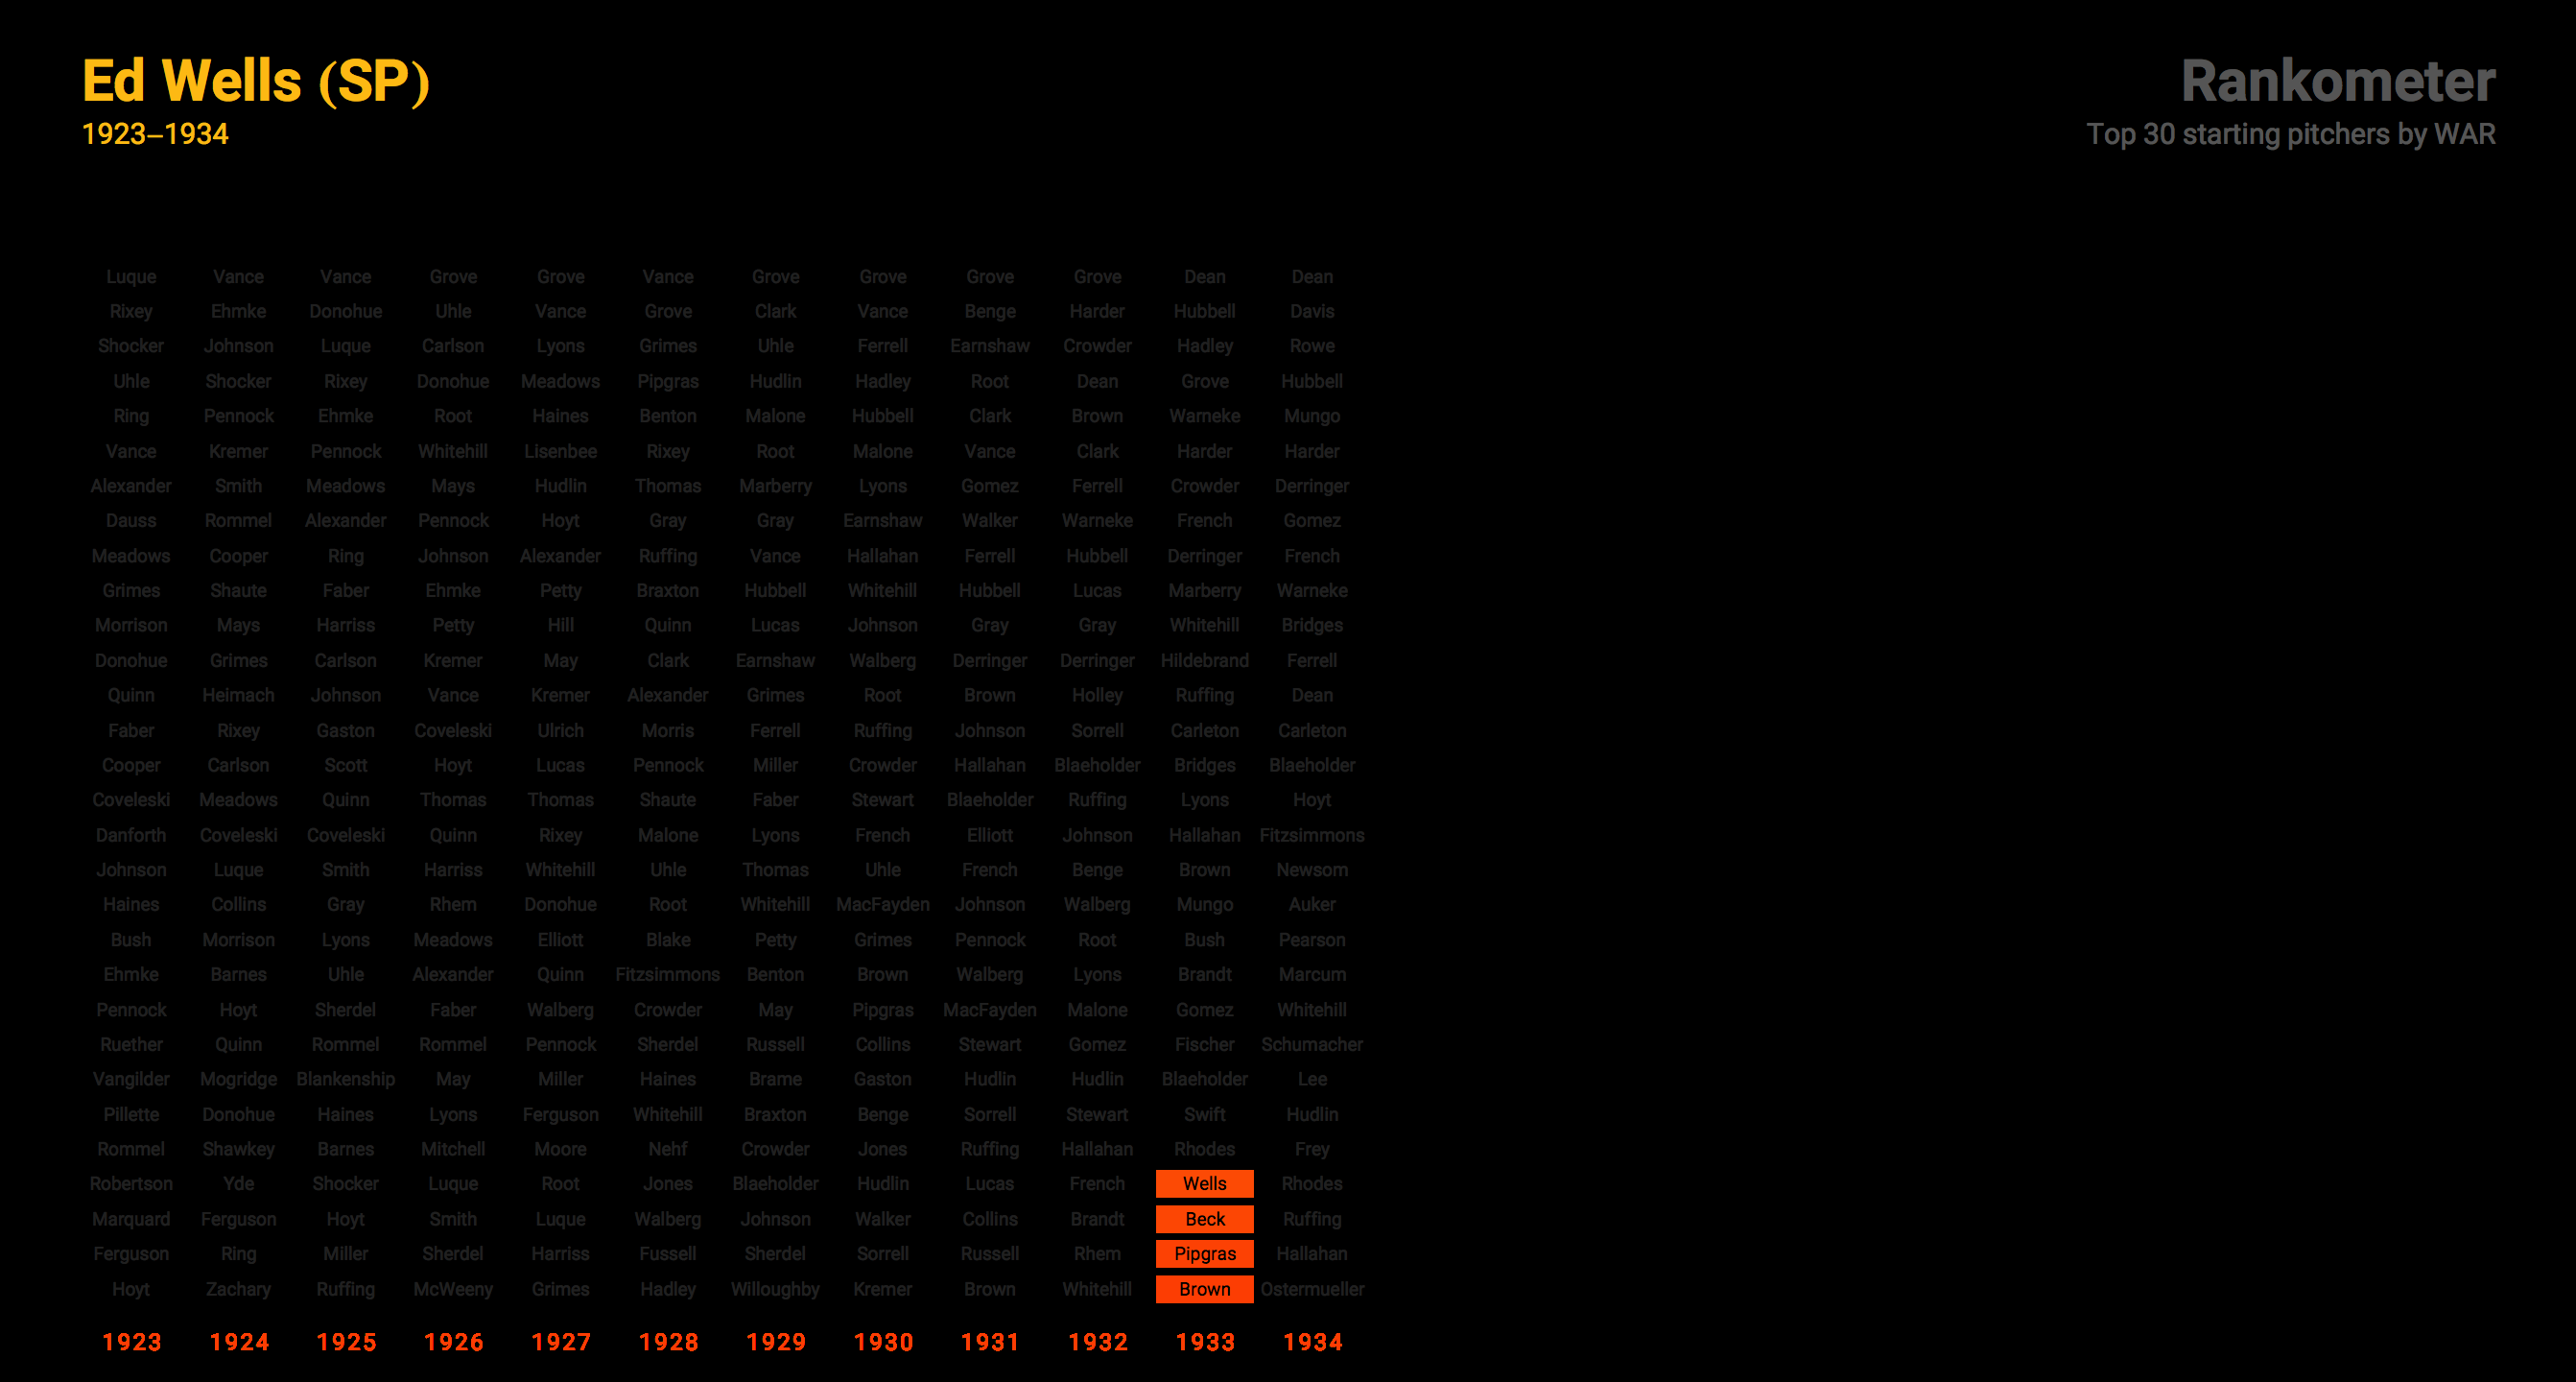 Ed Wells (SP)
1923–1934
Rankometer
Top 30 starting pitchers by WAR
Luque Vance Vance Grove Grove Vance Grove Grove Grove Grove Dean Dean
Rixey Ehmke Donohue Uhle Vance Grove Clark Vance Benge Harder Hubbell Davis
Shocker Johnson Luque Carlson Lyons Grimes Uhle Ferrell Earnshaw Crowder Hadley Rowe
Uhle Shocker Rixey Donohue Meadows Pipgras Hudlin Hadley Root Dean Grove Hubbell
Ring Pennock Ehmke Root Haines Benton Malone Hubbell Clark Brown Warneke Mungo
Vance Kremer Pennock Whitehill Lisenbee Rixey Root Malone Vance Clark Harder Harder
Alexander Smith Meadows Mays Hudlin Thomas Marberry Lyons Gomez Ferrell Crowder Derringer
Dauss Rommel Alexander Pennock Hoyt Gray Gray Earnshaw Walker Warneke French Gomez
Meadows Cooper Ring Johnson Alexander Ruffing Vance Hallahan Ferrell Hubbell Derringer French
Grimes Shaute Faber Ehmke Petty Braxton Hubbell Whitehill Hubbell Lucas Marberry Warneke
Morrison Mays Harriss Petty Hill Quinn Lucas Johnson Gray Gray Whitehill Bridges
Donohue Grimes Carlson Kremer May Clark Earnshaw Walberg Derringer Derringer Hildebrand Ferrell
Quinn Heimach Johnson Vance Kremer Alexander Grimes Root Brown Holley Ruffing Dean
Faber Rixey Gaston Coveleski Ulrich Morris Ferrell Ruffing Johnson Sorrell Carleton Carleton
Cooper Carlson Scott Hoyt Lucas Pennock Miller Crowder Hallahan Blaeholder Bridges Blaeholder
Coveleski Meadows Quinn Thomas Thomas Shaute Faber Stewart Blaeholder Ruffing Lyons Hoyt
Danforth Coveleski Coveleski Quinn Rixey Malone Lyons French Elliott Johnson Hallahan Fitzsimmons
Johnson Luque Smith Harriss Whitehill Uhle Thomas Uhle French Benge Brown Newsom
Haines Collins Gray Rhem Donohue Root Whitehill MacFayden Johnson Walberg Mungo Auker
Bush Morrison Lyons Meadows Elliott Blake Petty Grimes Pennock Root Bush Pearson
Ehmke Barnes Uhle Alexander Quinn Fitzsimmons Benton Brown Walberg Lyons Brandt Marcum
Pennock Hoyt Sherdel Faber Walberg Crowder May Pipgras MacFayden Malone Gomez Whitehill
Ruether Quinn Rommel Rommel Pennock Sherdel Russell Collins Stewart Gomez Fischer Schumacher
Vangilder Mogridge Blankenship May Miller Haines Brame Gaston Hudlin Hudlin Blaeholder Lee
Pillette Donohue Haines Lyons Ferguson Whitehill Braxton Benge Sorrell Stewart Swift Hudlin
Rommel Shawkey Barnes Mitchell Moore Nehf Crowder Jones Ruffing Hallahan Rhodes Frey
Robertson Yde Shocker Luque Root Jones Blaeholder Hudlin Lucas French Wells Rhodes
Marquard Ferguson Hoyt Smith Luque Walberg Johnson Walker Collins Brandt Beck Ruffing
Ferguson Ring Miller Sherdel Harriss Fussell Sherdel Sorrell Russell Rhem Pipgras Hallahan
Hoyt Zachary Ruffing McWeeny Grimes Hadley Willoughby Kremer Brown Whitehill Brown Ostermueller
1923 1924 1925 1926 1927 1928 1929 1930 1931 1932 1933 1934